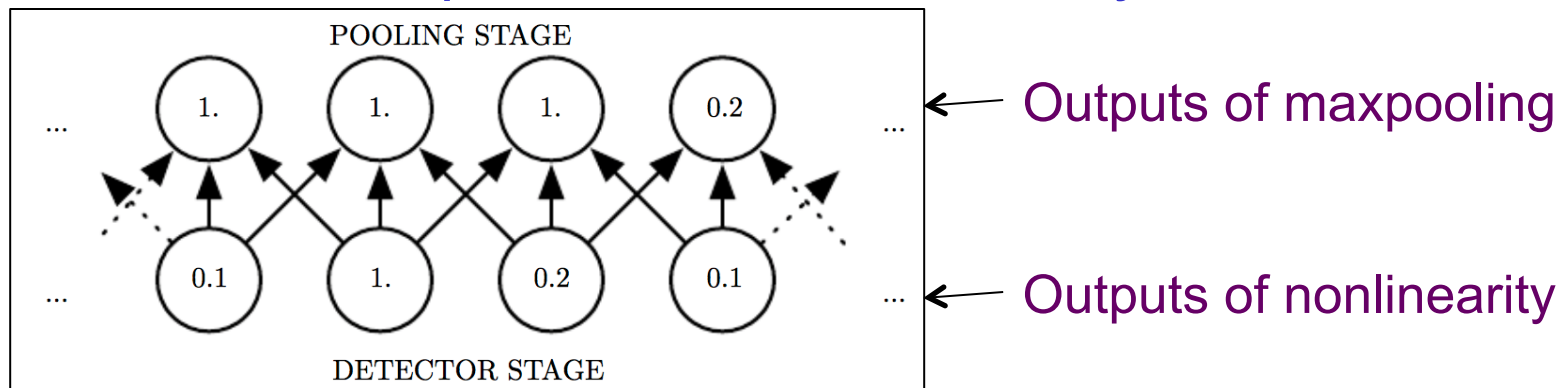 POOLING STAGE
... 1. 1. 1. 0.2 ...
Outputs of maxpooling
... 0.1 1. 0.2 0.1 ...
Outputs of nonlinearity
DETECTOR STAGE